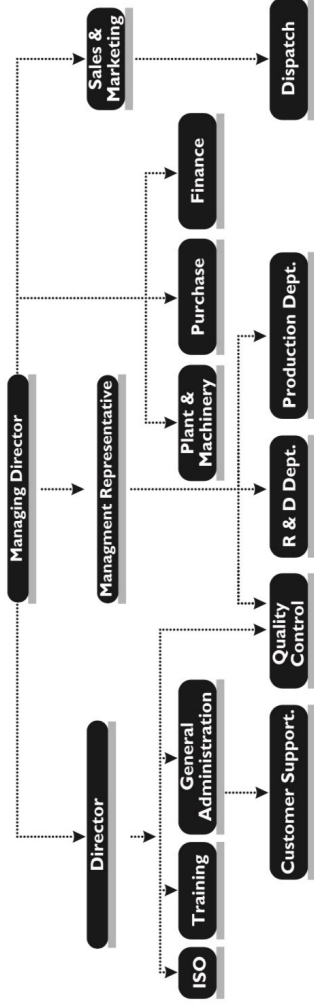 Managing Director
Director
Managment Representative
Sales &
Marketing
ISO
Training
General
Administration
Plant &
Machinery
Purchase
Finance
Customer Support.
Quality
Control
R & D Dept.
Production Dept.
Dispatch